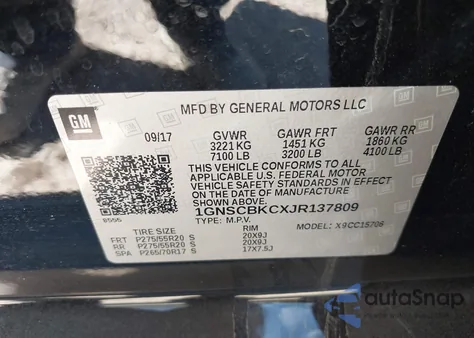 MFD BY GENERAL MOTORS LLC
GM
09/17 GVWR GAWR FRT GAWR RR
3221 KG 1451 KG 1860 KG
7100 LB 3200 LB 4100 LB
THIS VEHICLE CONFORMS TO ALL
APPLICABLE U.S. FEDERAL MOTOR
VEHICLE SAFETY STANDARDS IN
EFFECT ON THE DATE OF
MANUFACTURE SHOWN ABOVE.
1GNSCBKCXJR137809
TYPE: M.P.V. MODEL: X9CC15706
TIRE SIZE RIM
FRT P275/55R20 S 20X9J
RR P275/55R20 S 20X9J
SPA P265/70R17 S 17X7.5J
autoSnap